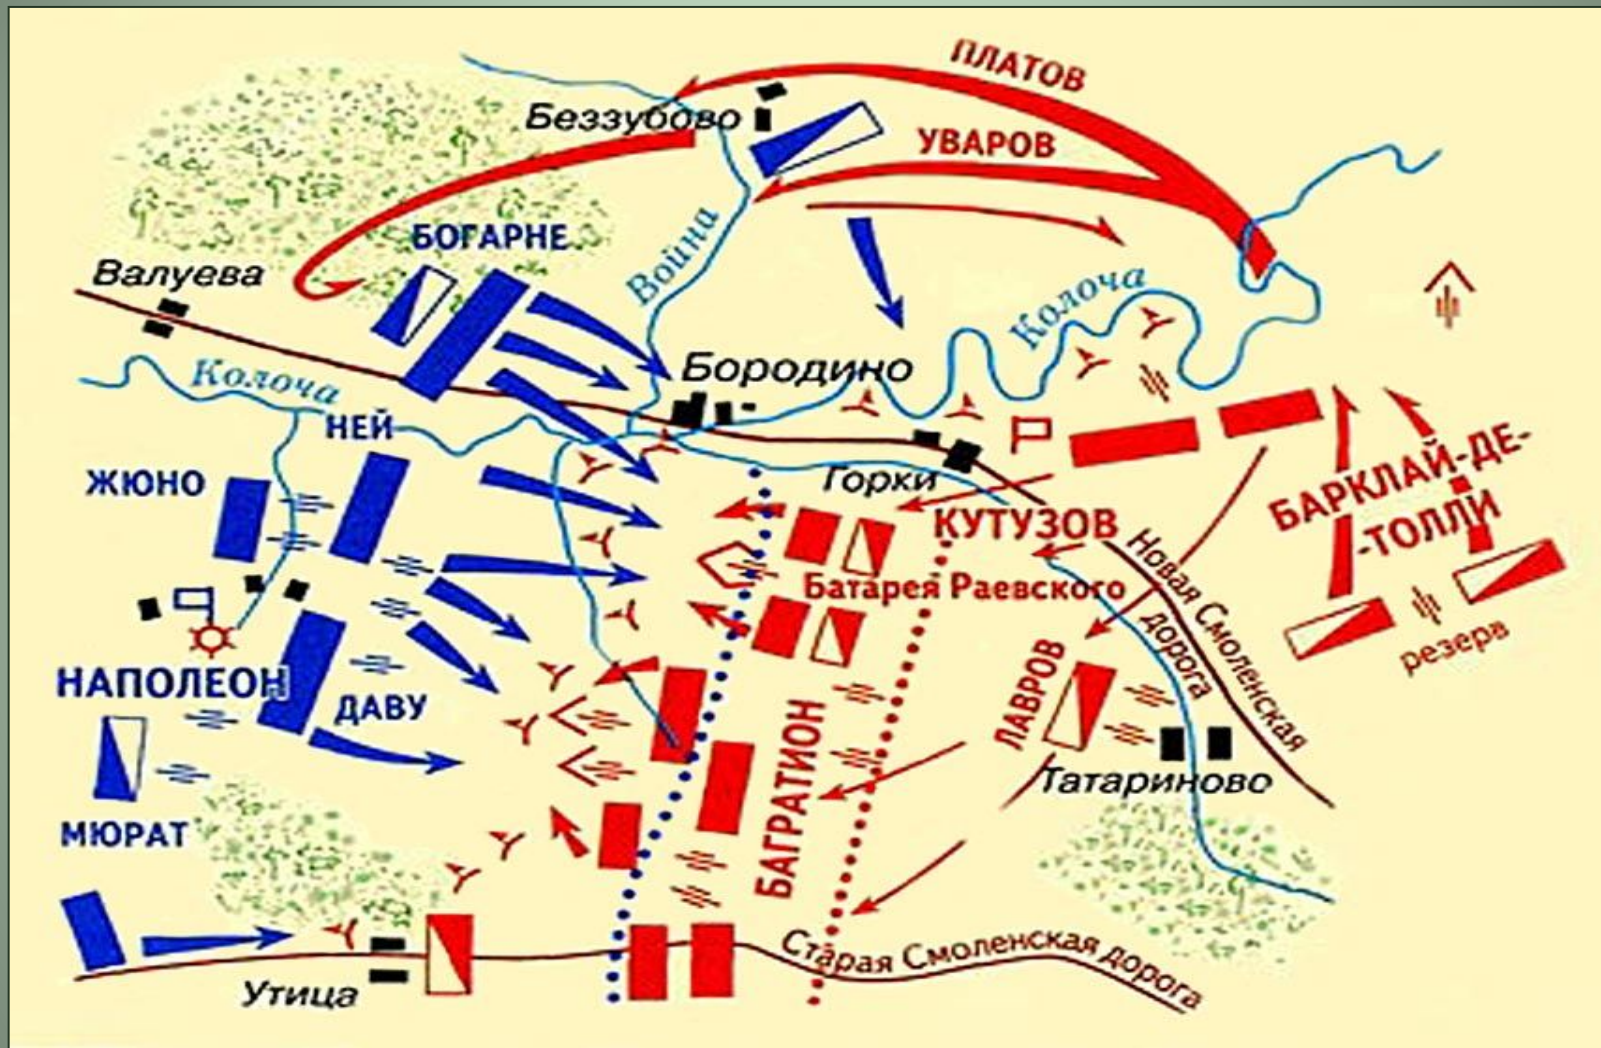 ПЛАТОВ
Беззубово
УВАРОВ
БОГАРНЕ
Война
Валуева
Колоча
Бородино
Колоча
НЕЙ
ЖЮНО
Горки
БАРКЛАЙ-ДЕ-
-ТОЛЛИ
КУТУЗОВ
Батарея Раевского
Новая Смоленская
дорога
резерв
НАПОЛЕОН
ДАВУ
ЛАВРОВ
БАГРАТИОН
Татариново
МЮРАТ
Старая Смоленская дорога
Утица